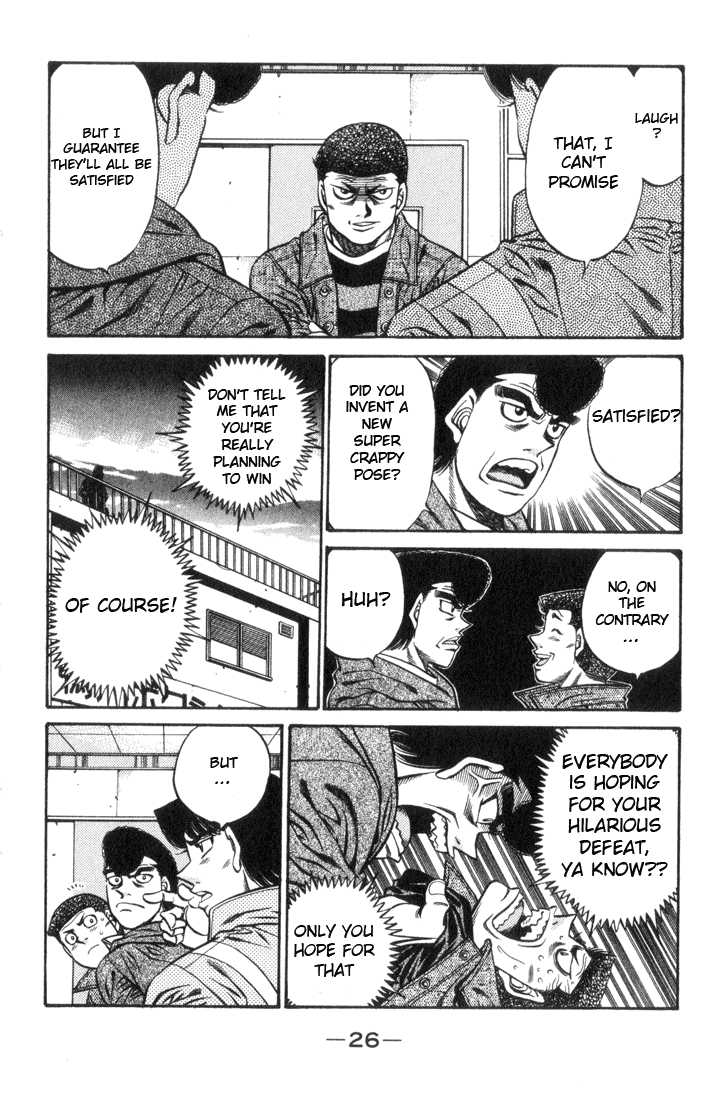 LAUGH
?
THAT, I
CAN'T
PROMISE
BUT I
GUARANTEE
THEY'LL ALL BE
SATISFIED
SATISFIED?
DID YOU
INVENT A
NEW
SUPER
CRAPPY
POSE?
NO, ON
THE
CONTRARY
...
HUH?
DON'T TELL
ME THAT
YOU'RE
REALLY
PLANNING
TO WIN
OF COURSE!
EVERYBODY
IS HOPING
FOR YOUR
HILARIOUS
DEFEAT,
YA KNOW??
ONLY YOU
HOPE FOR
THAT
BUT
...
—26—